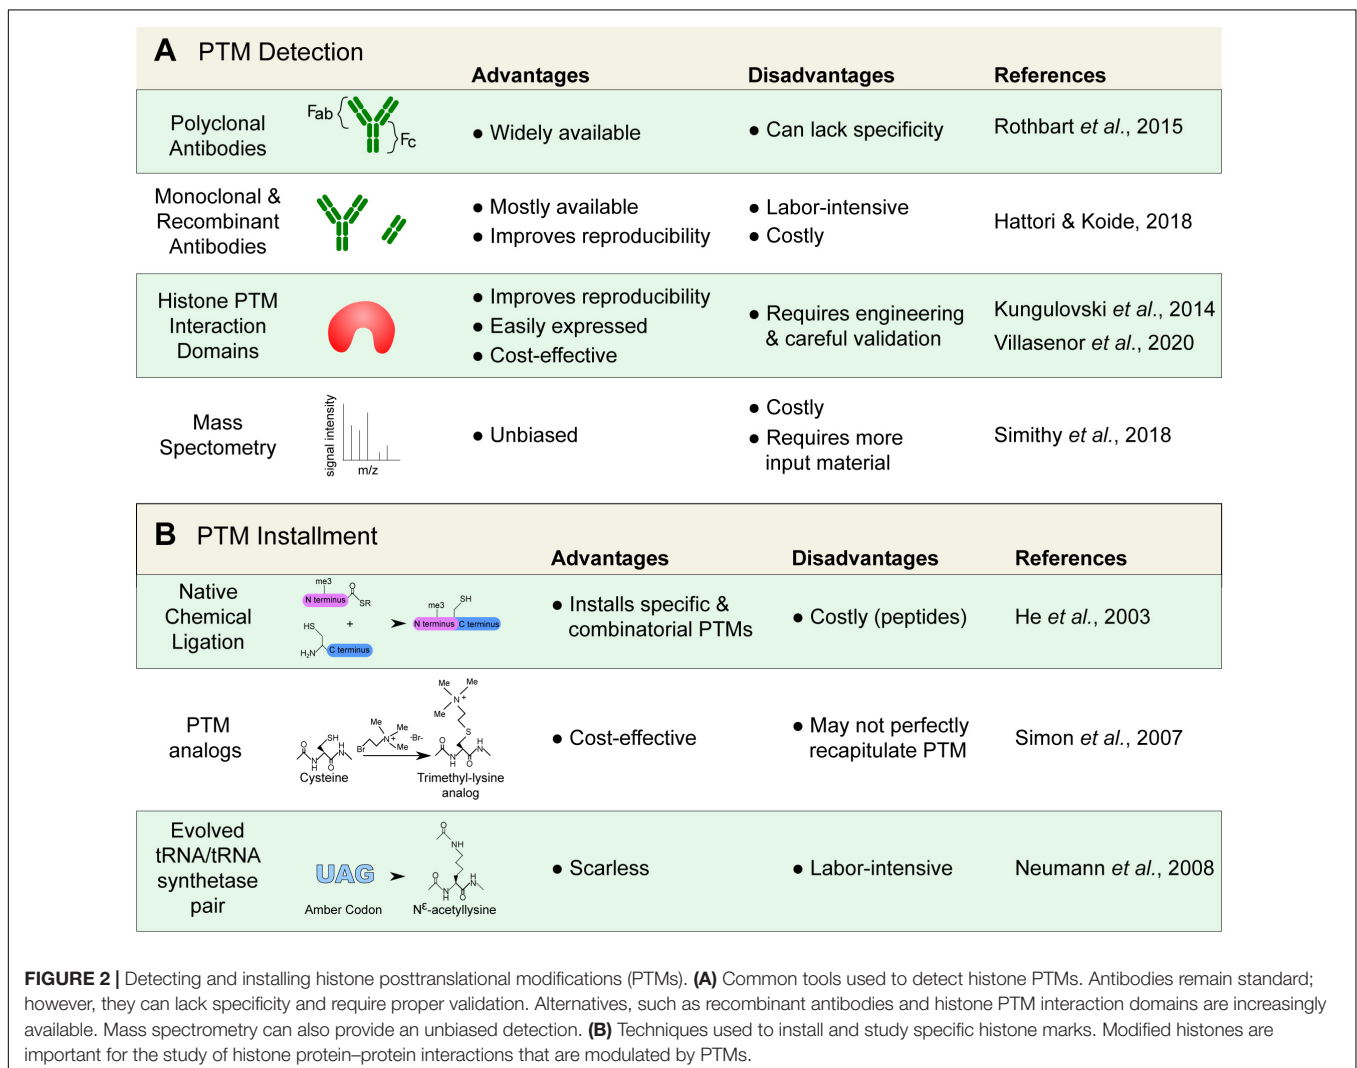 A PTM Detection
Advantages Disadvantages References
Polyclonal
Antibodies
Fab
Fc
● Widely available
● Can lack specificity
Rothbart et al., 2015
Monoclonal &
Recombinant
Antibodies
● Mostly available
● Improves reproducibility
● Labor-intensive
● Costly
Hattori & Koide, 2018
Histone PTM
Interaction
Domains
● Improves reproducibility
● Easily expressed
● Cost-effective
● Requires engineering
& careful validation
Kungulovski et al., 2014
Villasenor et al., 2020
Mass
Spectometry
signal intensity
m/z
● Unbiased
● Costly
● Requires more
input material
Simithy et al., 2018
B PTM Installment
Advantages Disadvantages References
Native
Chemical
Ligation
me3
N terminus
O
SR
+
HS
H₂N
C terminus
me3
SH
N terminus C terminus
● Installs specific &
combinatorial PTMs
● Costly (peptides)
He et al., 2003
PTM
analogs
SH
O
H
N
N
H
O
Cysteine
Me
Me
N
+
Me
Br
·Br-
Me
Me
Me
N
+
S
O
H
N
N
H
O
Trimethyl-lysine
analog
● Cost-effective
● May not perfectly
recapitulate PTM
Simon et al., 2007
Evolved
tRNA/tRNA
synthetase
pair
UAG
Amber Codon
O
NH
O
H
N
N
H
O
Nε-acetyllysine
● Scarless
● Labor-intensive
Neumann et al., 2008
FIGURE 2 | Detecting and installing histone posttranslational modifications (PTMs). (A) Common tools used to detect histone PTMs. Antibodies remain standard;
however, they can lack specificity and require proper validation. Alternatives, such as recombinant antibodies and histone PTM interaction domains are increasingly
available. Mass spectrometry can also provide an unbiased detection. (B) Techniques used to install and study specific histone marks. Modified histones are
important for the study of histone protein–protein interactions that are modulated by PTMs.